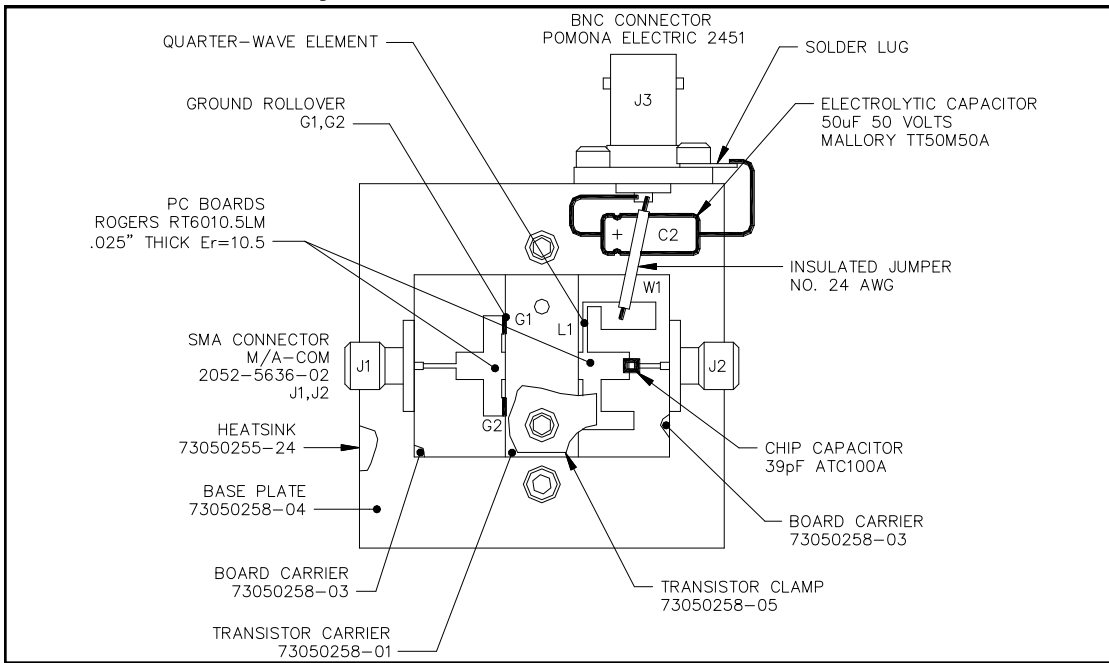 BNC CONNECTOR
POMONA ELECTRIC 2451
QUARTER-WAVE ELEMENT
SOLDER LUG
J3
GROUND ROLLOVER
G1,G2
ELECTROLYTIC CAPACITOR
50uF 50 VOLTS
MALLORY TT50M50A
PC BOARDS
ROGERS RT6010.5LM
.025" THICK Er=10.5
+ C2
INSULATED JUMPER
NO. 24 AWG
W1
G1
L1
SMA CONNECTOR
M/A-COM
2052-5636-02
J1,J2
J1
J2
G2
HEATSINK
73050255-24
CHIP CAPACITOR
39pF ATC100A
BASE PLATE
73050258-04
BOARD CARRIER
73050258-03
BOARD CARRIER
73050258-03
TRANSISTOR CLAMP
73050258-05
TRANSISTOR CARRIER
73050258-01